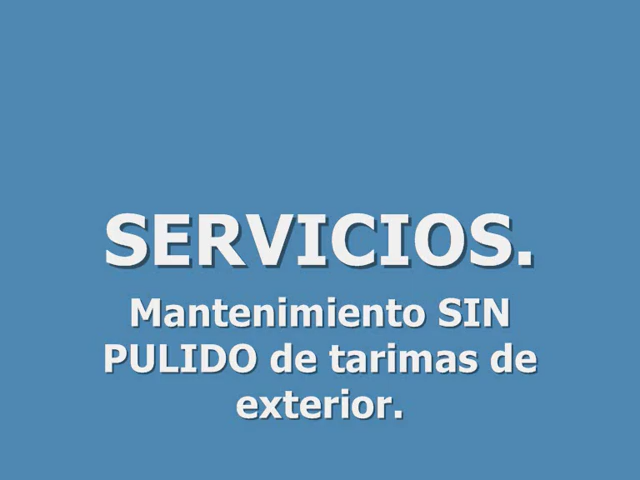 SERVICIOS.
Mantenimiento SIN
PULIDO de tarimas de
exterior.